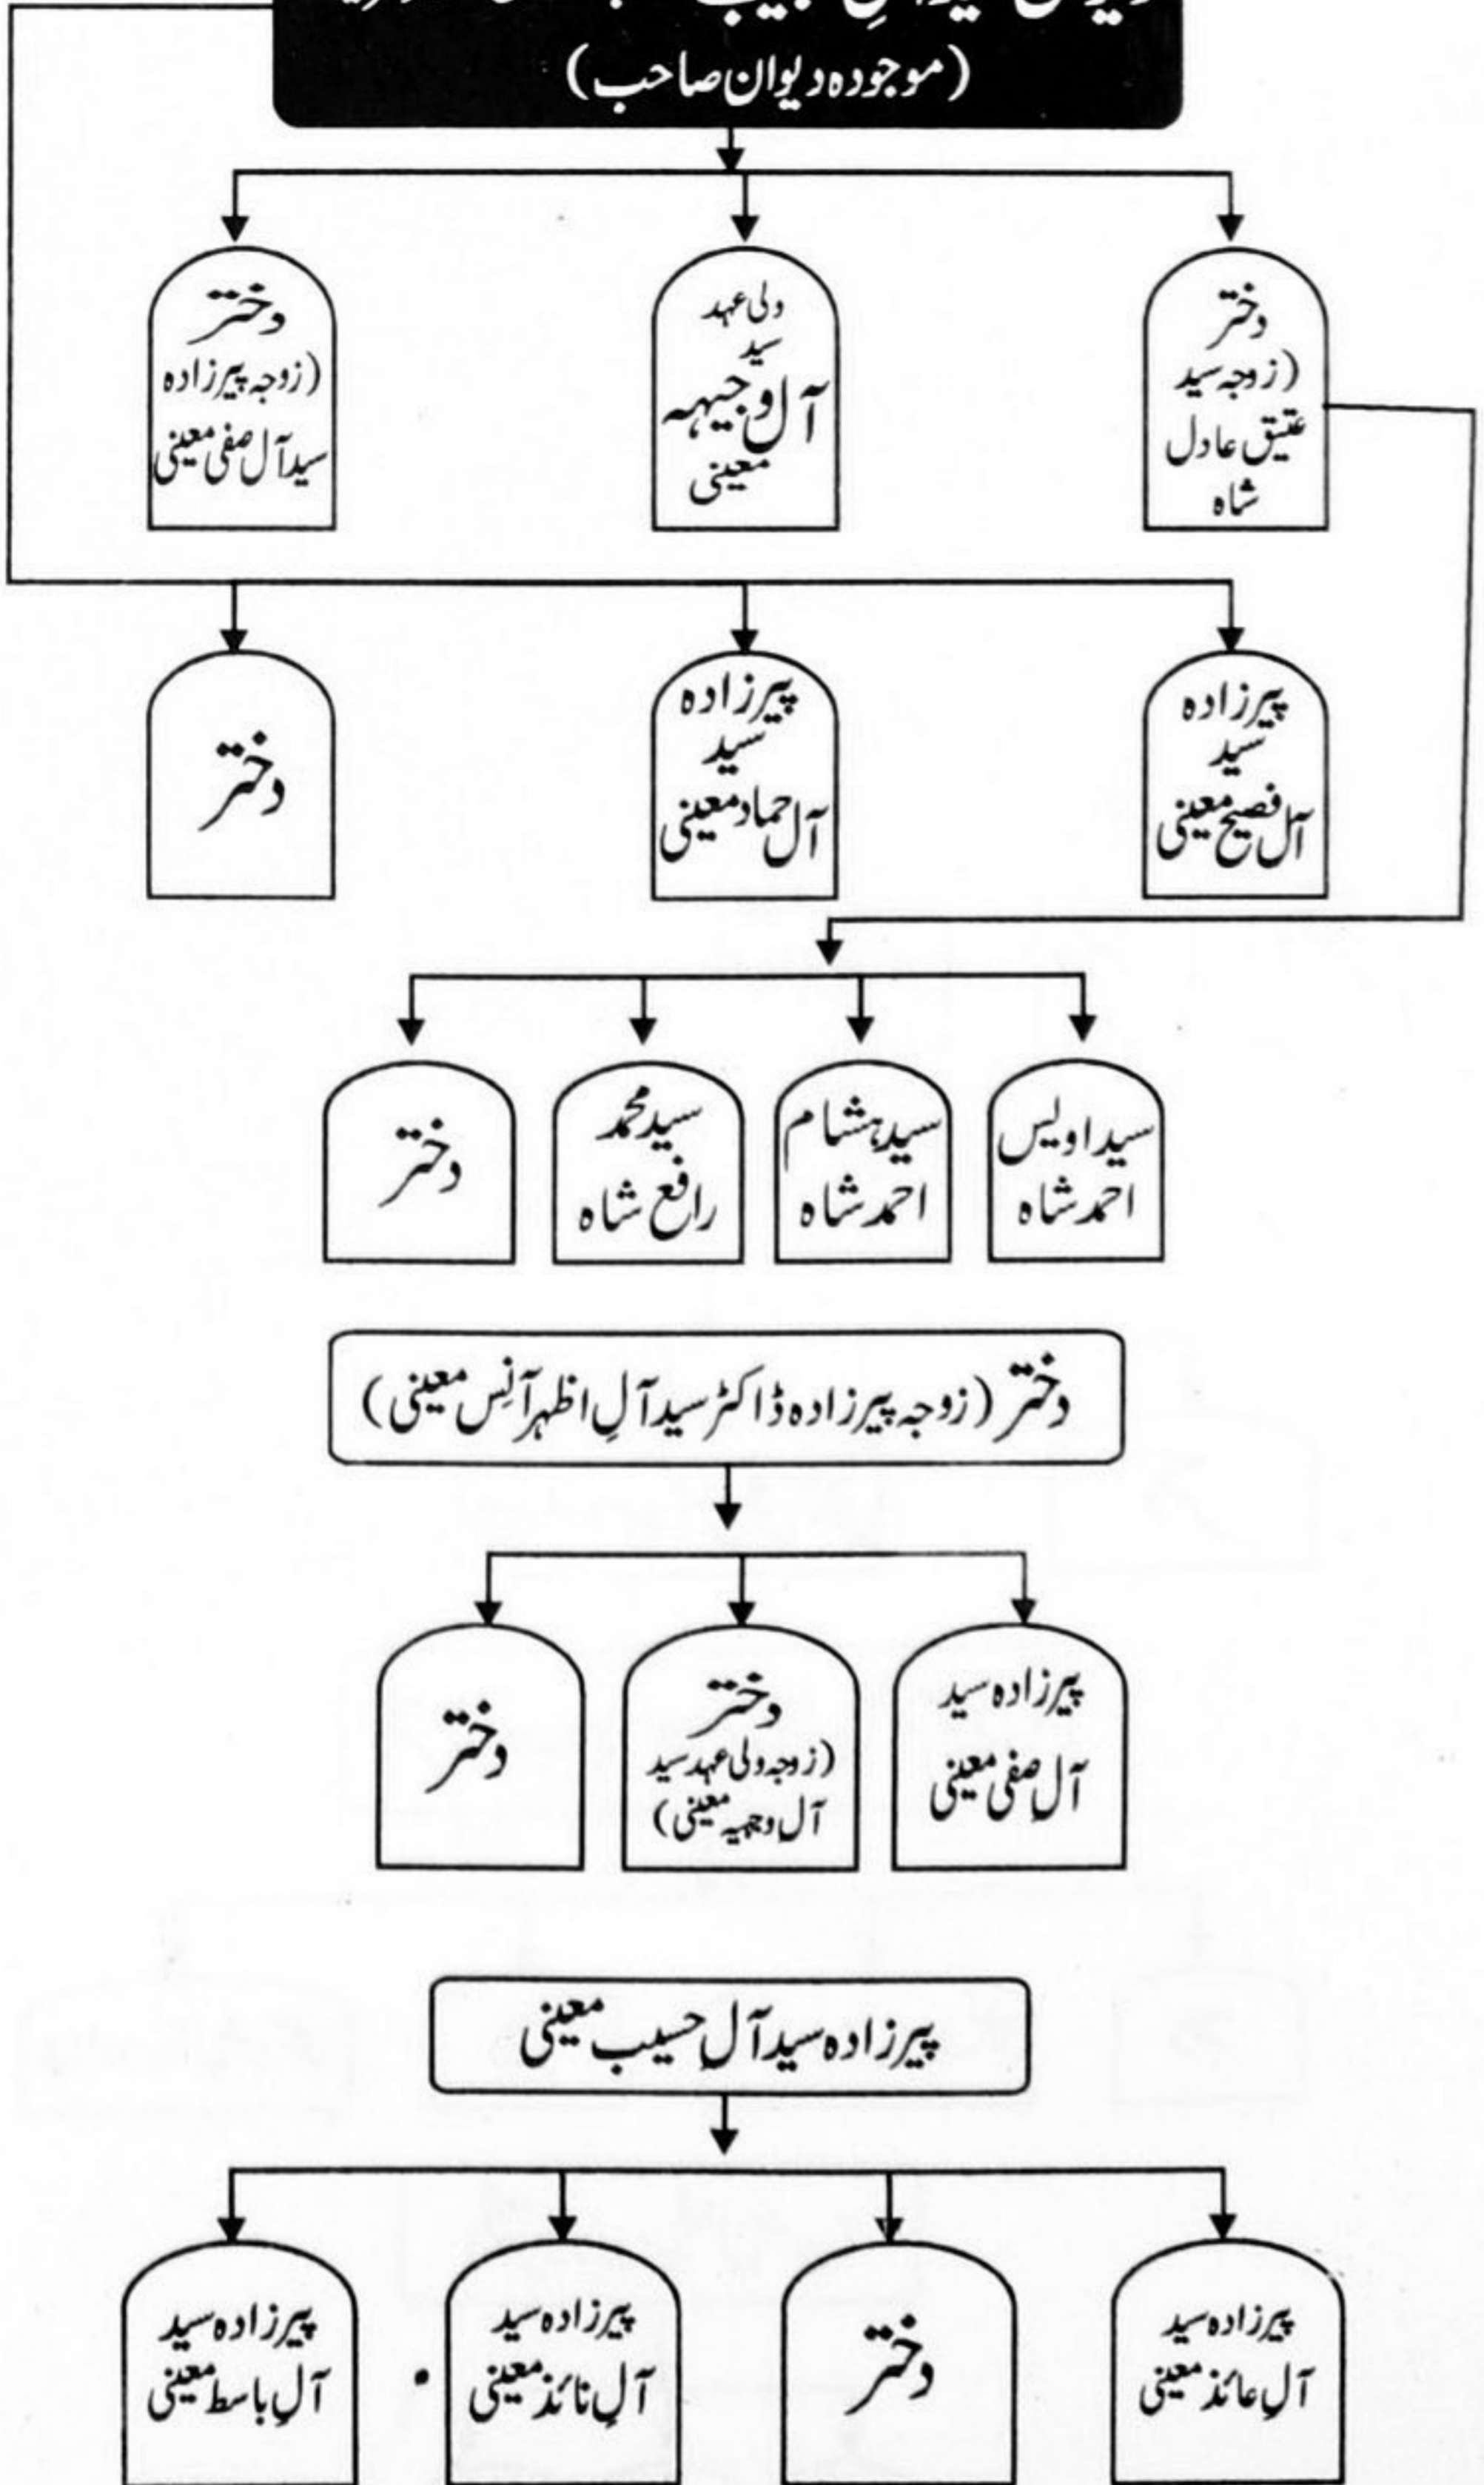 (موجودہ دیوان صاحب)
دختر
(زوجہ سید
عتیق عادل
شاہ
ولی عہد
سید
آل وجیہہ
معینی
دختر
(زوجہ پیرزادہ
سید آل صفی معینی
پیرزادہ
سید
آل فصیح معینی
پیرزادہ
سید
آل حماد معینی
دختر
سید اویس
احمد شاہ
سید ہشام
احمد شاہ
سید محمد
رافع شاہ
دختر
دختر (زوجہ پیرزادہ ڈاکٹر سید آلِ اظہر آنِس معینی)
پیرزادہ سید
آلِ صفی معینی
دختر
(زوجہ ولی عہد سید
آل وجہیہ معینی)
دختر
پیرزادہ سید آلِ حسیب معینی
پیرزادہ سید
آلِ عائذ معینی
دختر
پیرزادہ سید
آلِ نائذ معینی
پیرزادہ سید
آلِ باسط معینی